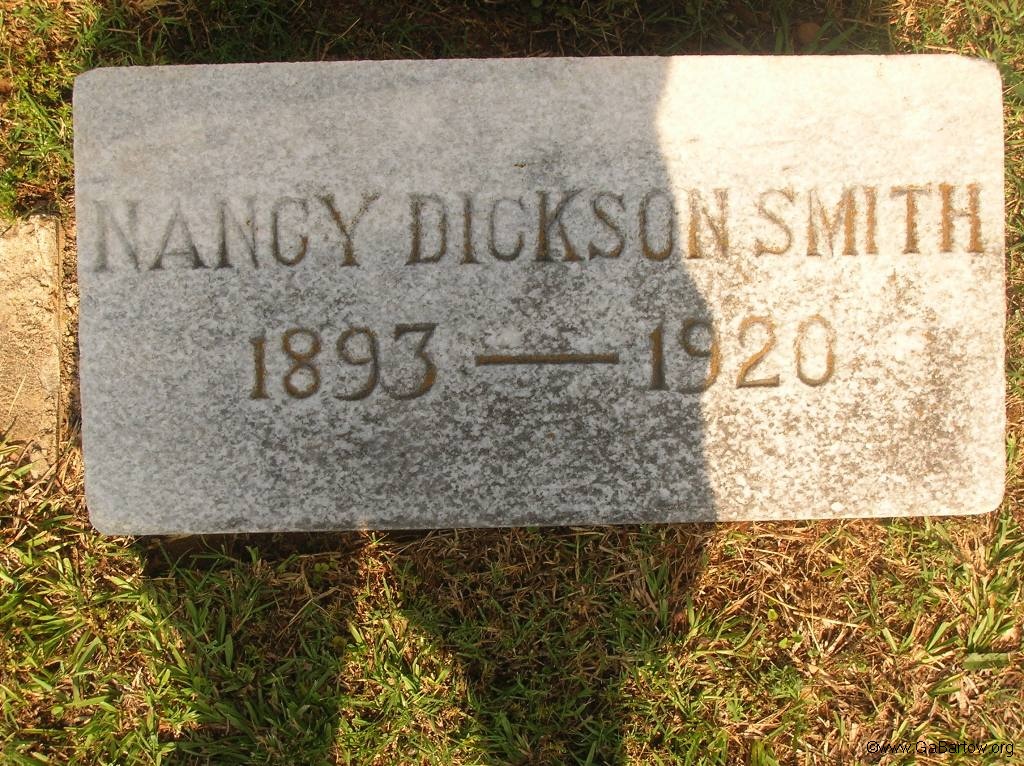 NANCY DICKSON SMITH
1893 — 1920
©www.GaBartow.org